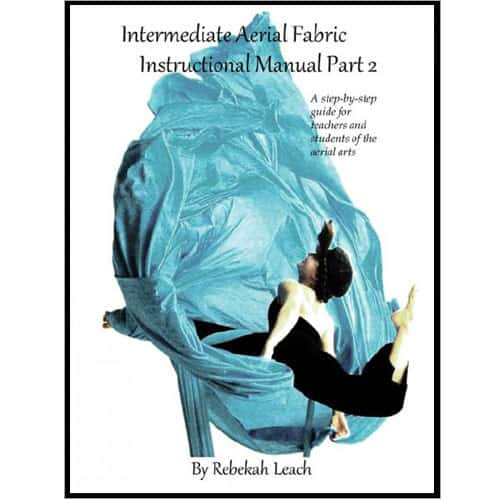 Intermediate Aerial Fabric
Instructional Manual Part 2
A step-by-step
guide for
teachers and
students of the
aerial arts
By Rebekah Leach